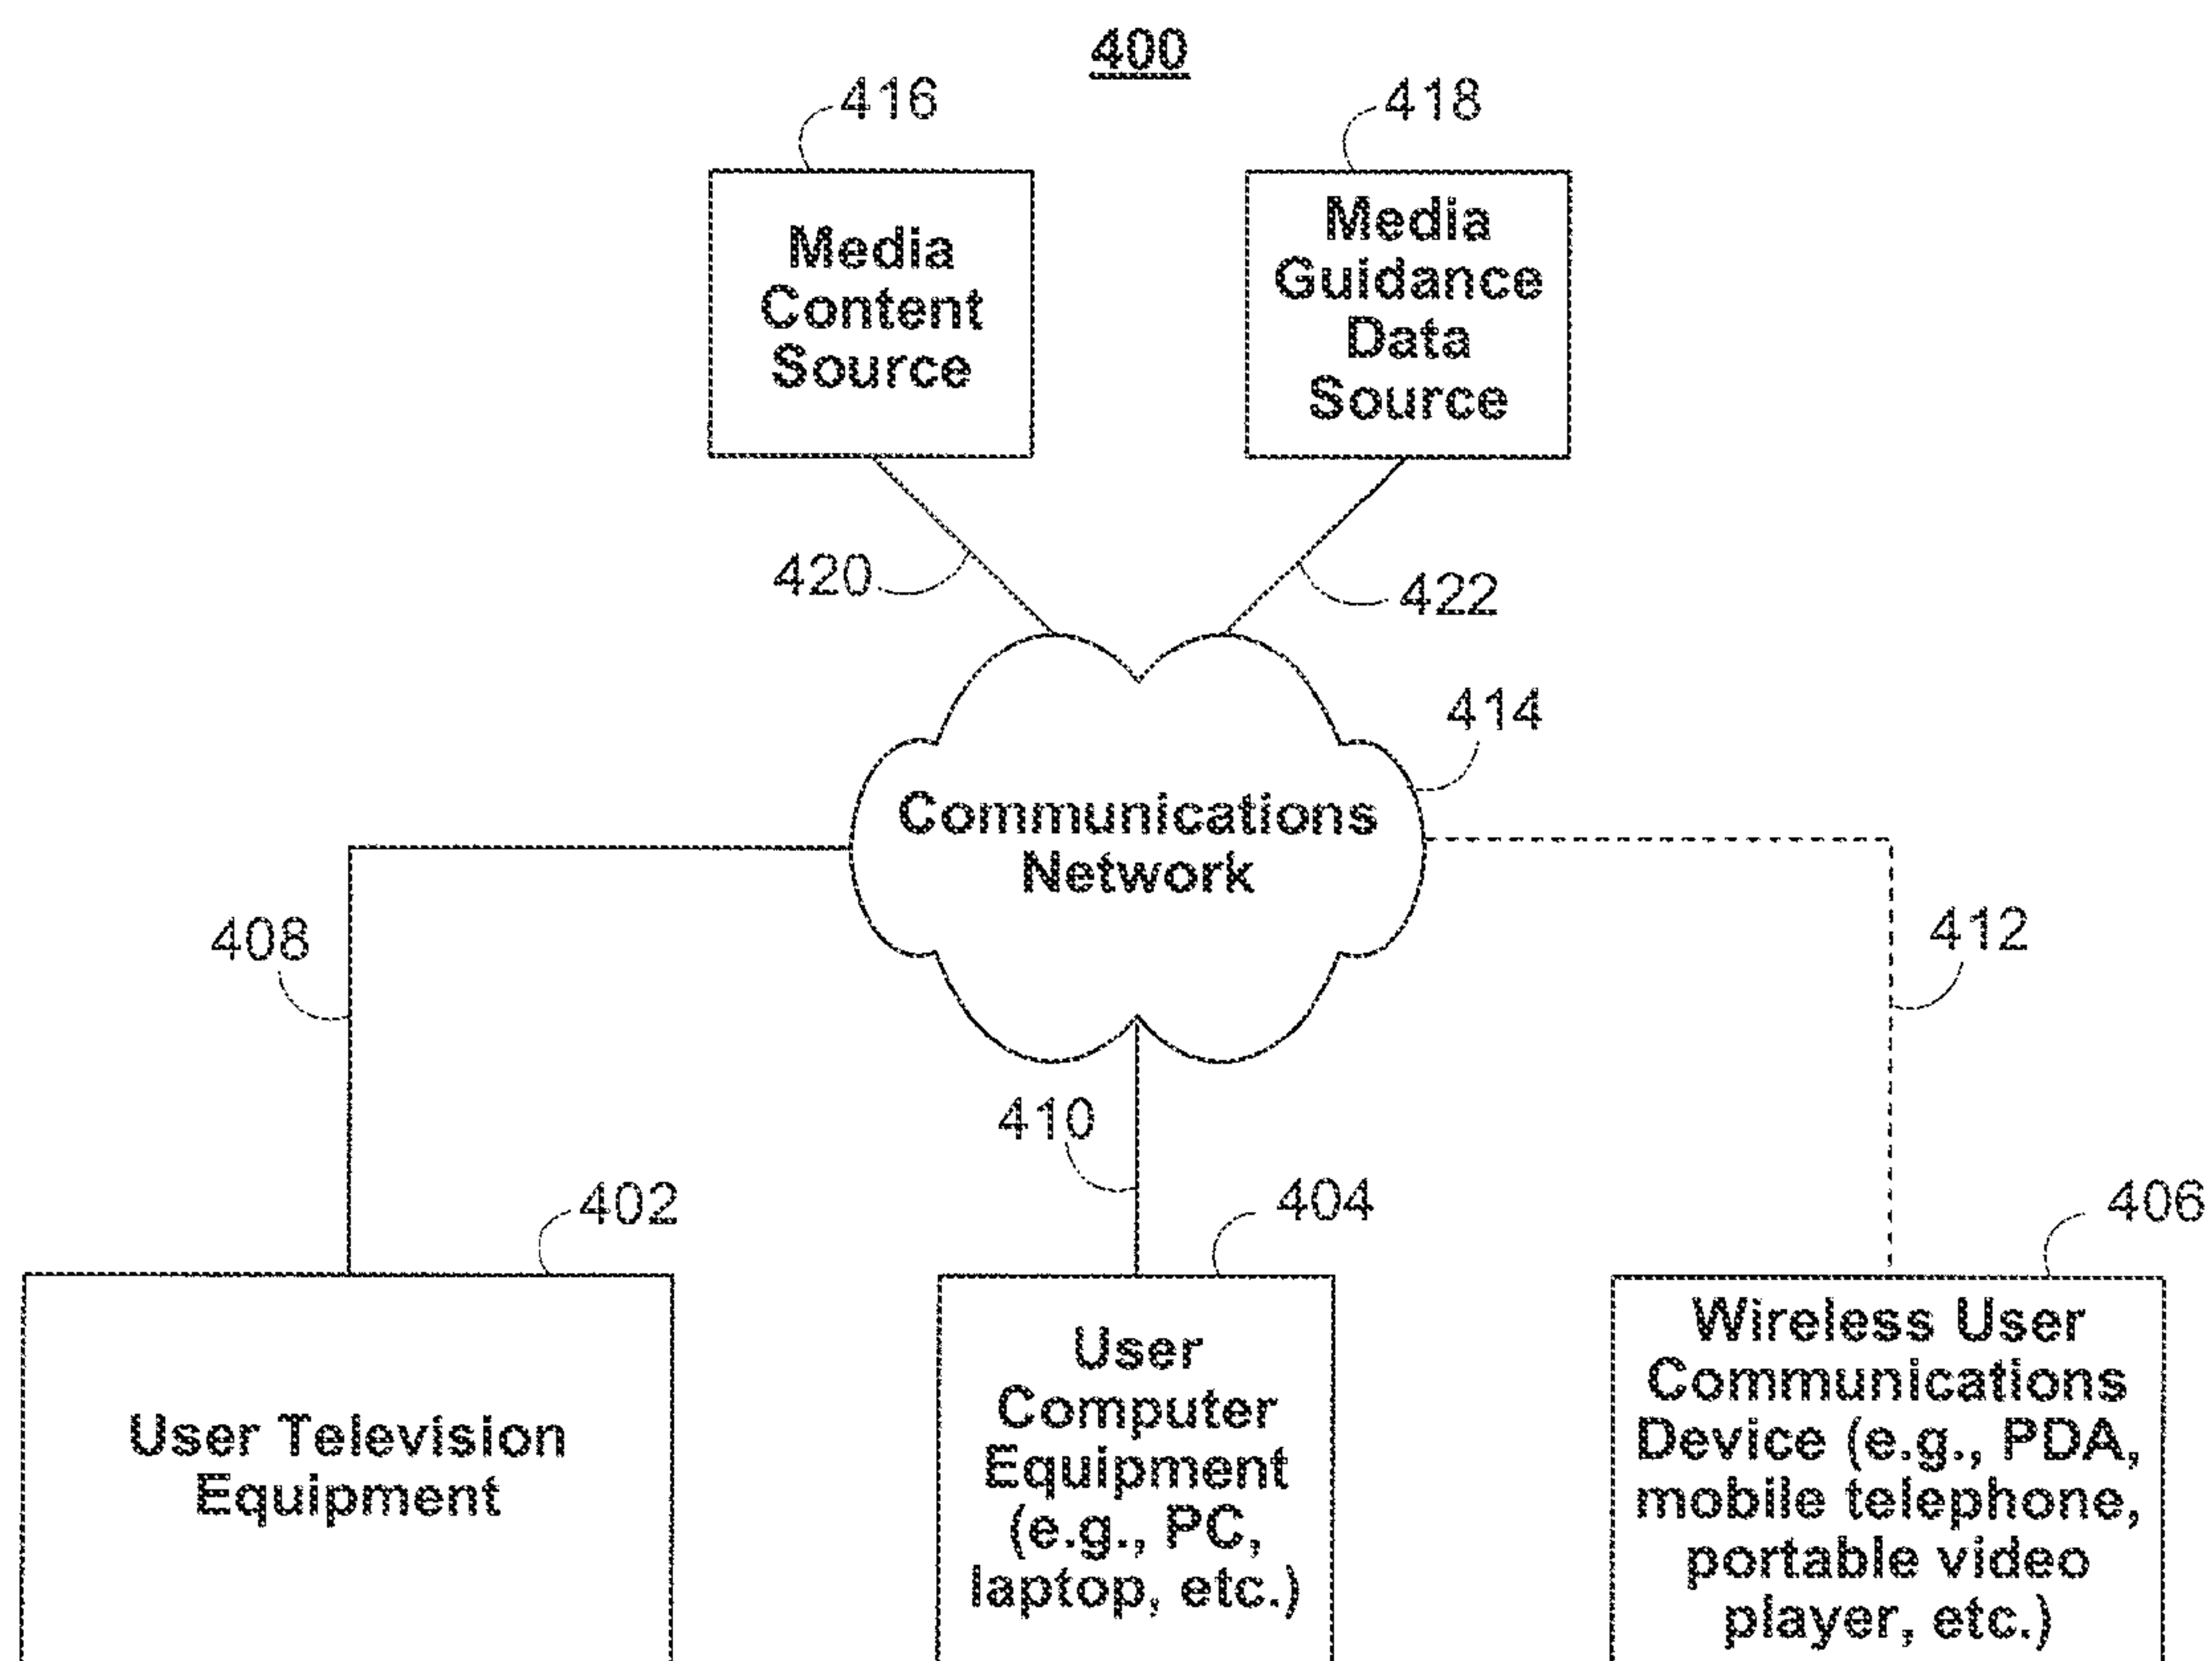 400
416
418
Media
Content
Source
Media
Guidance
Data
Source
420
422
414
Communications
Network
408
412
410
402
404
406
User Television
Equipment
User
Computer
Equipment
(e.g., PC,
laptop, etc.)
Wireless User
Communications
Device (e.g., PDA,
mobile telephone,
portable video
player, etc.)